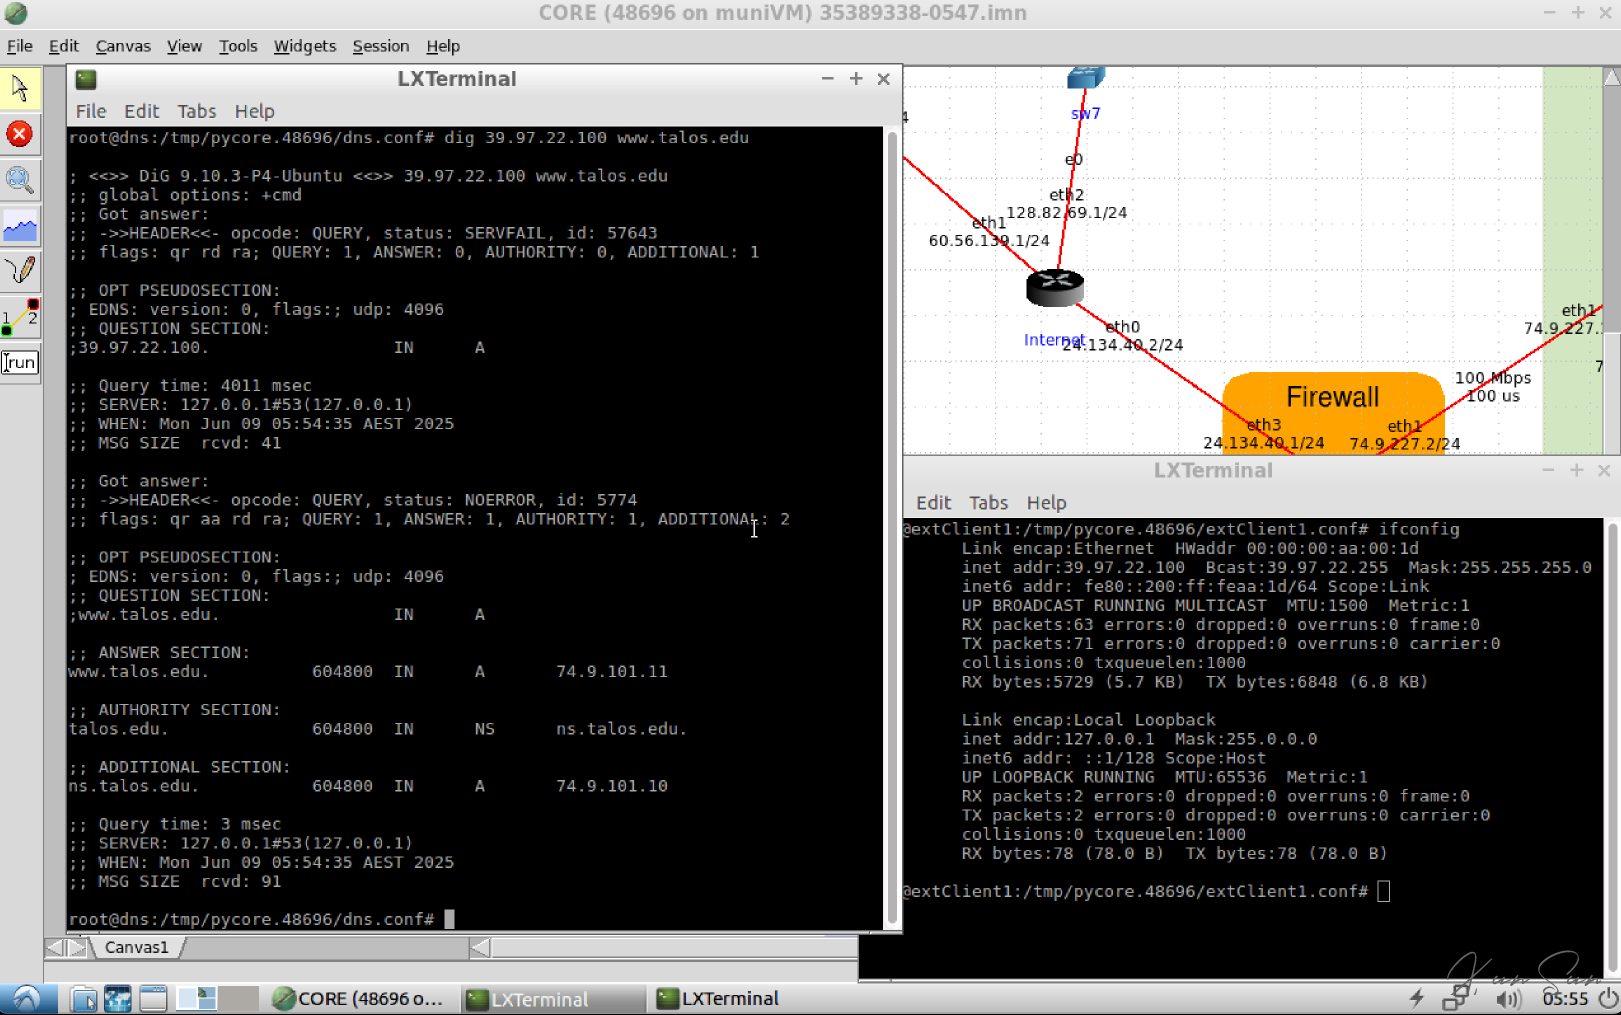 CORE (48696 on muniVM) 35389338-0547.imn
File Edit Canvas View Tools Widgets Session Help
LXTerminal
File Edit Tabs Help
root@dns:/tmp/pycore.48696/dns.conf# dig 39.97.22.100 www.talos.edu
; <<>> DiG 9.10.3-P4-Ubuntu <<>> 39.97.22.100 www.talos.edu
;; global options: +cmd
;; Got answer:
;; ->>HEADER<<- opcode: QUERY, status: SERVFAIL, id: 57643
;; flags: qr rd ra; QUERY: 1, ANSWER: 0, AUTHORITY: 0, ADDITIONAL: 1
;; OPT PSEUDOSECTION:
; EDNS: version: 0, flags:; udp: 4096
;; QUESTION SECTION:
;39.97.22.100. IN A
;; Query time: 4011 msec
;; SERVER: 127.0.0.1#53(127.0.0.1)
;; WHEN: Mon Jun 09 05:54:35 AEST 2025
;; MSG SIZE rcvd: 41
;; Got answer:
;; ->>HEADER<<- opcode: QUERY, status: NOERROR, id: 5774
;; flags: qr aa rd ra; QUERY: 1, ANSWER: 1, AUTHORITY: 1, ADDITIONAL: 2
;; OPT PSEUDOSECTION:
; EDNS: version: 0, flags:; udp: 4096
;; QUESTION SECTION:
;www.talos.edu. IN A
;; ANSWER SECTION:
www.talos.edu. 604800 IN A 74.9.101.11
;; AUTHORITY SECTION:
talos.edu. 604800 IN NS ns.talos.edu.
;; ADDITIONAL SECTION:
ns.talos.edu. 604800 IN A 74.9.101.10
;; Query time: 3 msec
;; SERVER: 127.0.0.1#53(127.0.0.1)
;; WHEN: Mon Jun 09 05:54:35 AEST 2025
;; MSG SIZE rcvd: 91
root@dns:/tmp/pycore.48696/dns.conf#
1 2
run
4
sw7
e0
eth2
128.82.69.1/24
eth1
60.56.139.1/24
Internet
eth0
24.134.40.2/24
eth1
74.9.227.
7
100 Mbps
100 us
Firewall
eth3
24.134.40.1/24
eth1
74.9.227.2/24
LXTerminal
Edit Tabs Help
@extClient1:/tmp/pycore.48696/extClient1.conf# ifconfig
Link encap:Ethernet HWaddr 00:00:00:aa:00:1d
inet addr:39.97.22.100 Bcast:39.97.22.255 Mask:255.255.255.0
inet6 addr: fe80::200:ff:feaa:1d/64 Scope:Link
UP BROADCAST RUNNING MULTICAST MTU:1500 Metric:1
RX packets:63 errors:0 dropped:0 overruns:0 frame:0
TX packets:71 errors:0 dropped:0 overruns:0 carrier:0
collisions:0 txqueuelen:1000
RX bytes:5729 (5.7 KB) TX bytes:6848 (6.8 KB)
Link encap:Local Loopback
inet addr:127.0.0.1 Mask:255.0.0.0
inet6 addr: ::1/128 Scope:Host
UP LOOPBACK RUNNING MTU:65536 Metric:1
RX packets:2 errors:0 dropped:0 overruns:0 frame:0
TX packets:2 errors:0 dropped:0 overruns:0 carrier:0
collisions:0 txqueuelen:1000
RX bytes:78 (78.0 B) TX bytes:78 (78.0 B)
@extClient1:/tmp/pycore.48696/extClient1.conf#
Canvas1
CORE (48696 o...
LXTerminal
LXTerminal
05:55